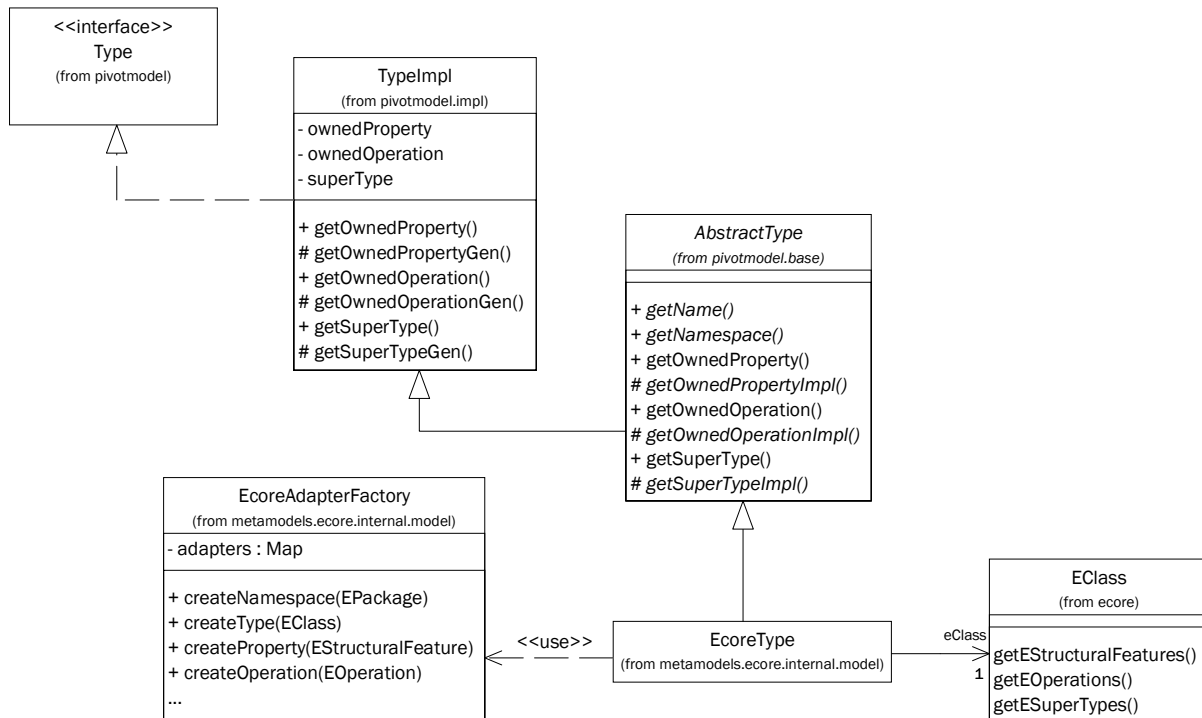 <<interface>>
Type
(from pivotmodel)
TypeImpl
(from pivotmodel.impl)
- ownedProperty
- ownedOperation
- superType
+ getOwnedProperty()
# getOwnedPropertyGen()
+ getOwnedOperation()
# getOwnedOperationGen()
+ getSuperType()
# getSuperTypeGen()
AbstractType
(from pivotmodel.base)
+ getName()
+ getNamespace()
+ getOwnedProperty()
# getOwnedPropertyImpl()
+ getOwnedOperation()
# getOwnedOperationImpl()
+ getSuperType()
# getSuperTypeImpl()
EcoreAdapterFactory
(from metamodels.ecore.internal.model)
- adapters : Map
+ createNamespace(EPackage)
+ createType(EClass)
+ createProperty(EStructuralFeature)
+ createOperation(EOperation)
...
<<use>>
EcoreType
(from metamodels.ecore.internal.model)
eClass
1
EClass
(from ecore)
getEStructuralFeatures()
getEOperations()
getESuperTypes()